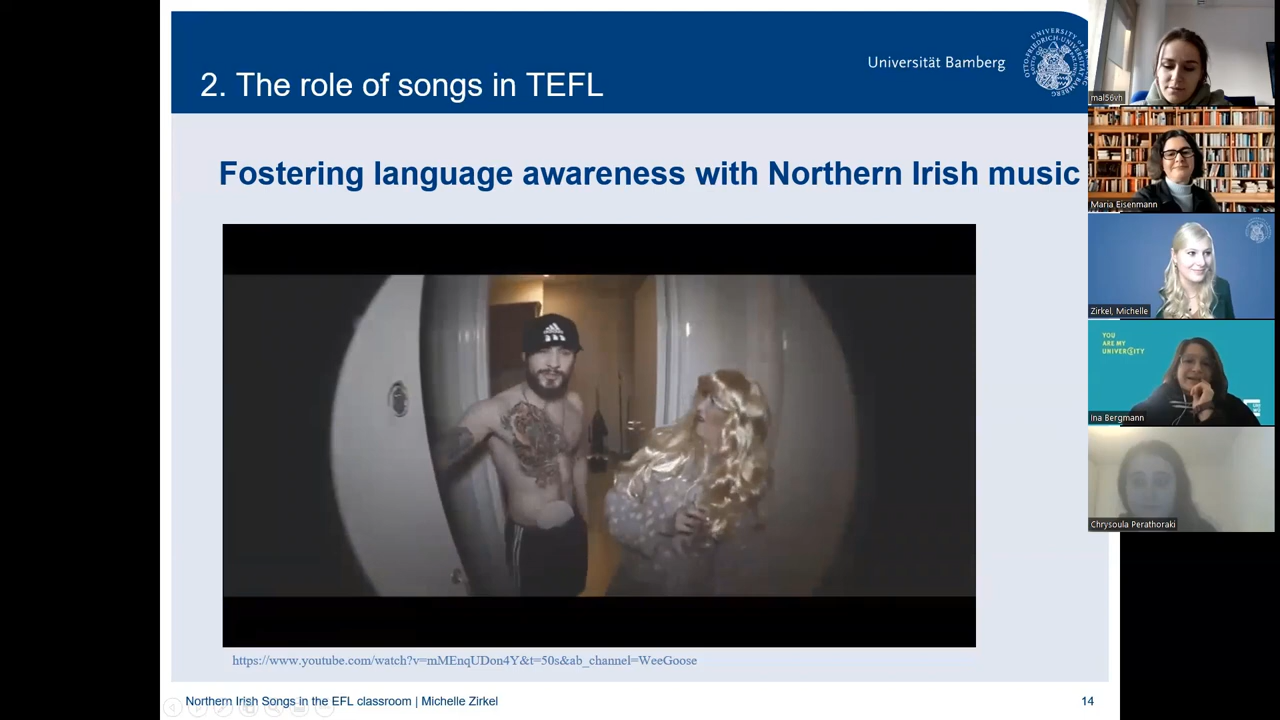 2. The role of songs in TEFL
Universität Bamberg
Fostering language awareness with Northern Irish music
https://www.youtube.com/watch?v=mMEnqUDon4Y&t=50s&ab_channel=WeeGoose
Northern Irish Songs in the EFL classroom | Michelle Zirkel
14
mal56vh
Maria Eisenmann
Zirkel, Michelle
YOU
ARE MY
UNIVERSITY
Ina Bergmann
Chrysoula Perathoraki